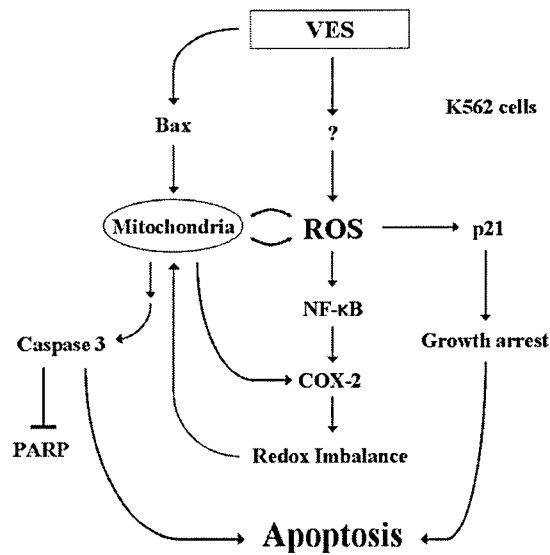 VES
K562 cells
Bax
?
Mitochondria
ROS
p21
NF-κB
Caspase 3
Growth arrest
COX-2
PARP
Redox Imbalance
Apoptosis